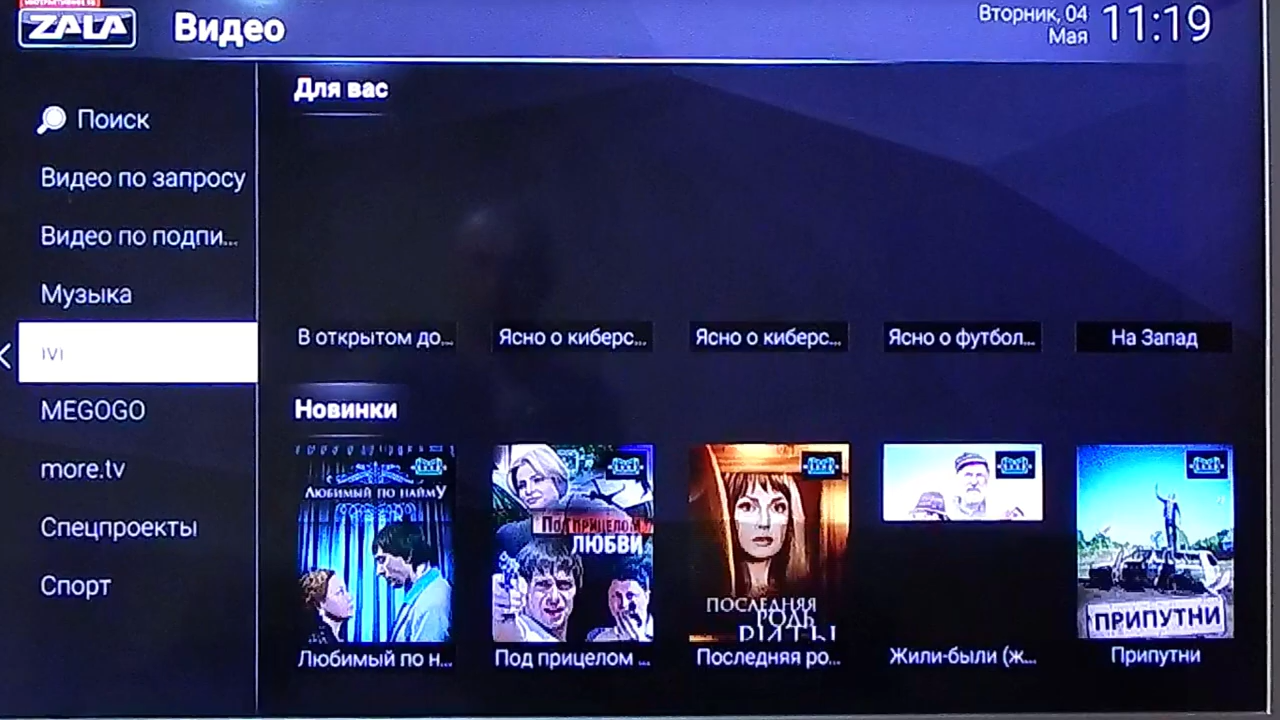 ZALA
Видео
Вторник, 04
Мая
11:19
Поиск
Видео по запросу
Видео по подпи...
Музыка
ivi
MEGOGO
more.tv
Спецпроекты
Спорт
Для вас
В открытом до...
Ясно о киберс...
Ясно о киберс...
Ясно о футбол...
На Запад
Новинки
ЛЮБИМЫЙ ПО НАЙМУ
ПОД ПРИЦЕЛОМ
ЛЮБВИ
ПОСЛЕДНЯЯ
РОЛЬ
РИТЫ
ПРИПУТНИ
Любимый по н...
Под прицелом ...
Последняя ро...
Жили-были (ж...
Припутни